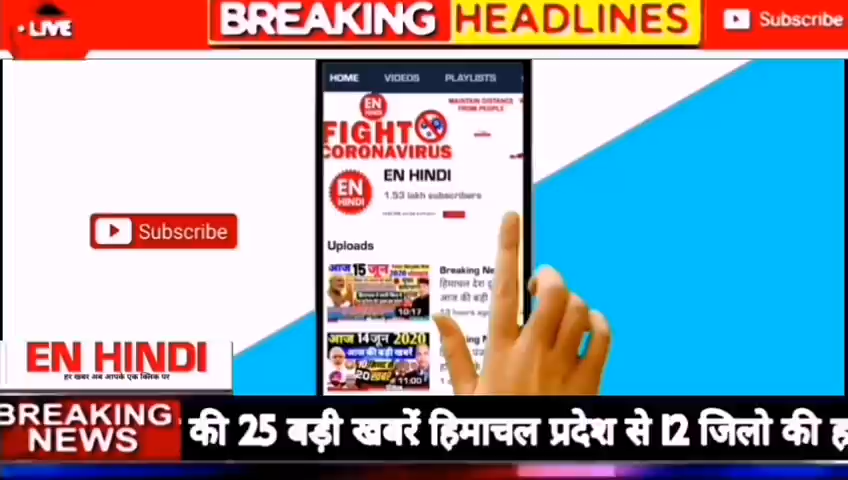 LIVE
BREAKING HEADLINES
Subscribe
HOME VIDEOS PLAYLISTS
EN HINDI
MAINTAIN DISTANCE
FROM PEOPLE
FIGHT
CORONAVIRUS
EN HINDI
EN HINDI
1.53 lakh subscribers
Subscribe
Uploads
आज 15 जून 2020
10:17
Breaking Ne
हिमाचल देश दु
आज की बड़ी
hours ago
आज 14 जून 2020
आज की बड़ी खबरें
20 खबरें
11:00
ng N
EN HINDI
हर खबर अब आपके एक क्लिक पर
BREAKING NEWS
की 25 बड़ी खबरें हिमाचल प्रदेश से 12 जिलो की ह